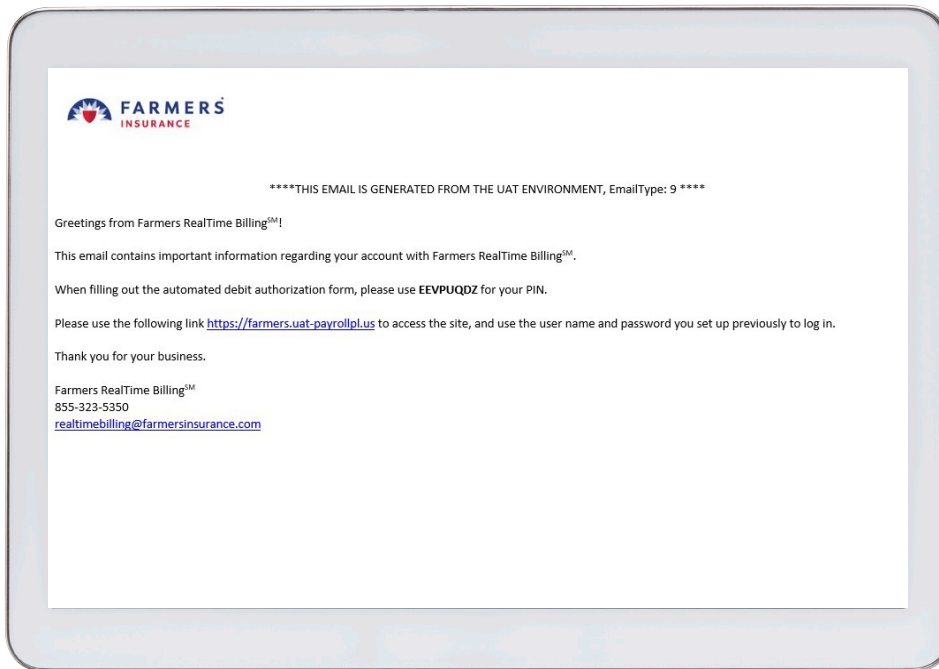 FARMERS
INSURANCE
****THIS EMAIL IS GENERATED FROM THE UAT ENVIRONMENT, EmailType: 9 ****
Greetings from Farmers RealTime Billing℠!
This email contains important information regarding your account with Farmers RealTime Billing℠.
When filling out the automated debit authorization form, please use EEVPUQDZ for your PIN.
Please use the following link https://farmers.uat-payrollpl.us to access the site, and use the user name and password you set up previously to log in.
Thank you for your business.
Farmers RealTime Billing℠
855-323-5350
realtimebilling@farmersinsurance.com